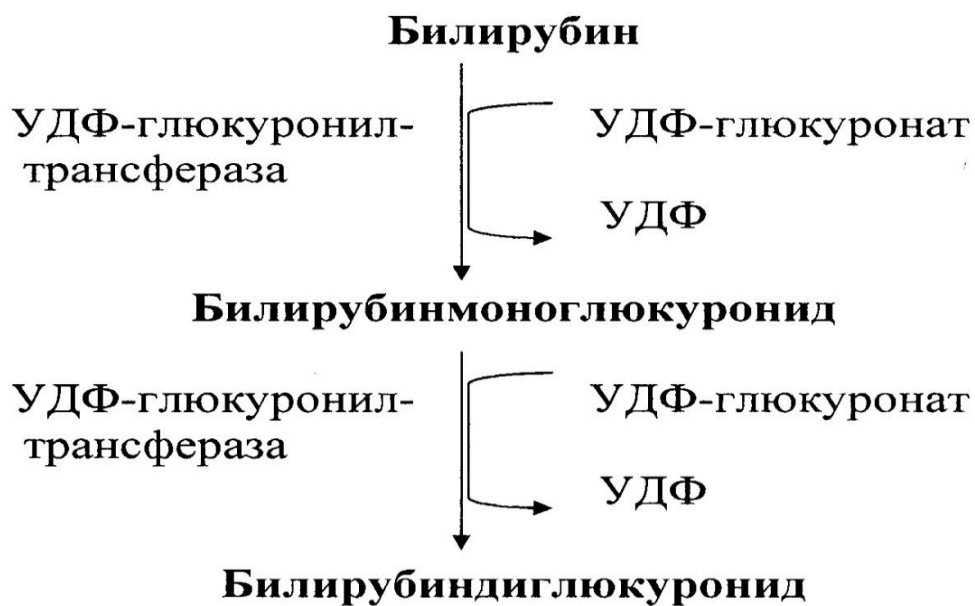 Билирубин
УДФ-глюкуронил-
трансфераза
УДФ-глюкуронат
УДФ
Билирубинмоноглюкуронид
УДФ-глюкуронил-
трансфераза
УДФ-глюкуронат
УДФ
Билирубиндиглюкуронид